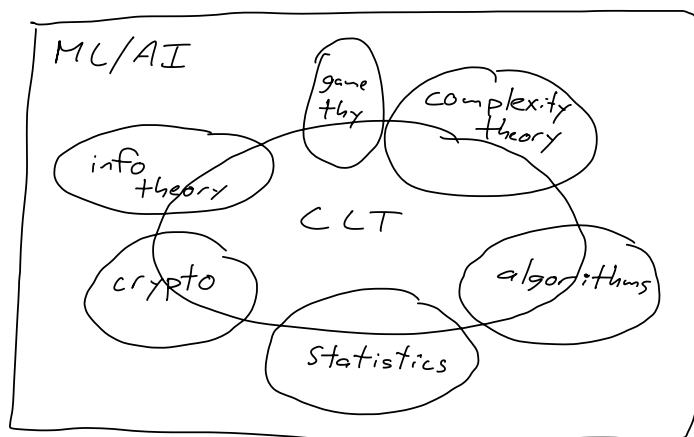 ML/AI
game
thy
complexity
theory
info
theory
CLT
crypto
algorithms
statistics